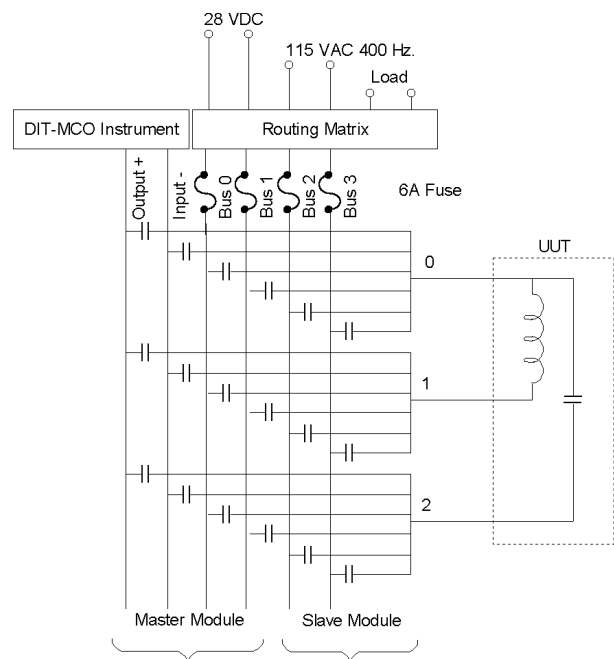 28 VDC
115 VAC 400 Hz.
Load
DIT-MCO Instrument
Routing Matrix
Output +
Input -
Bus 0
Bus 1
Bus 2
Bus 3
6A Fuse
0
UUT
1
2
Master Module
Slave Module